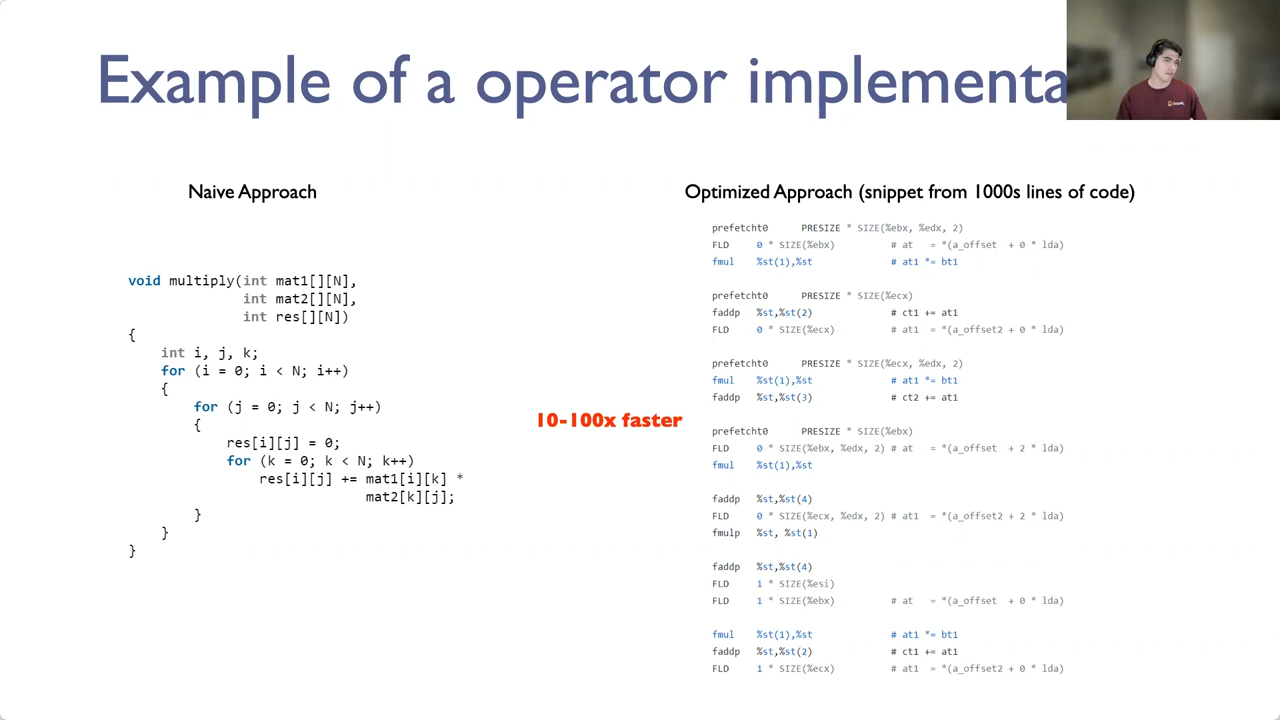 Example of a operator implementa
Naive Approach
void multiply(int mat1[][N],
int mat2[][N],
int res[][N])
{
int i, j, k;
for (i = 0; i < N; i++)
{
for (j = 0; j < N; j++)
{
res[i][j] = 0;
for (k = 0; k < N; k++)
res[i][j] += mat1[i][k] *
mat2[k][j];
}
}
}
10-100x faster
Optimized Approach (snippet from 1000s lines of code)
prefetcht0 PRESIZE * SIZE(%ebx, %edx, 2)
FLD 0 * SIZE(%ebx) # at = *(a_offset + 0 * lda)
fmul %st(1),%st # at1 *= bt1
prefetcht0 PRESIZE * SIZE(%ecx)
faddp %st,%st(2) # ct1 += at1
FLD 0 * SIZE(%ecx) # at1 = *(a_offset2 + 0 * lda)
prefetcht0 PRESIZE * SIZE(%ecx, %edx, 2)
fmul %st(1),%st # at1 *= bt1
faddp %st,%st(3) # ct2 += at1
prefetcht0 PRESIZE * SIZE(%ebx)
FLD 0 * SIZE(%ebx, %edx, 2) # at = *(a_offset + 2 * lda)
fmul %st(1),%st
faddp %st,%st(4)
FLD 0 * SIZE(%ecx, %edx, 2) # at1 = *(a_offset2 + 2 * lda)
fmulp %st, %st(1)
faddp %st,%st(4)
FLD 1 * SIZE(%esi)
FLD 1 * SIZE(%ebx) # at = *(a_offset + 0 * lda)
fmul %st(1),%st # at1 *= bt1
faddp %st,%st(2) # ct1 += at1
FLD 1 * SIZE(%ecx) # at1 = *(a_offset2 + 0 * lda)